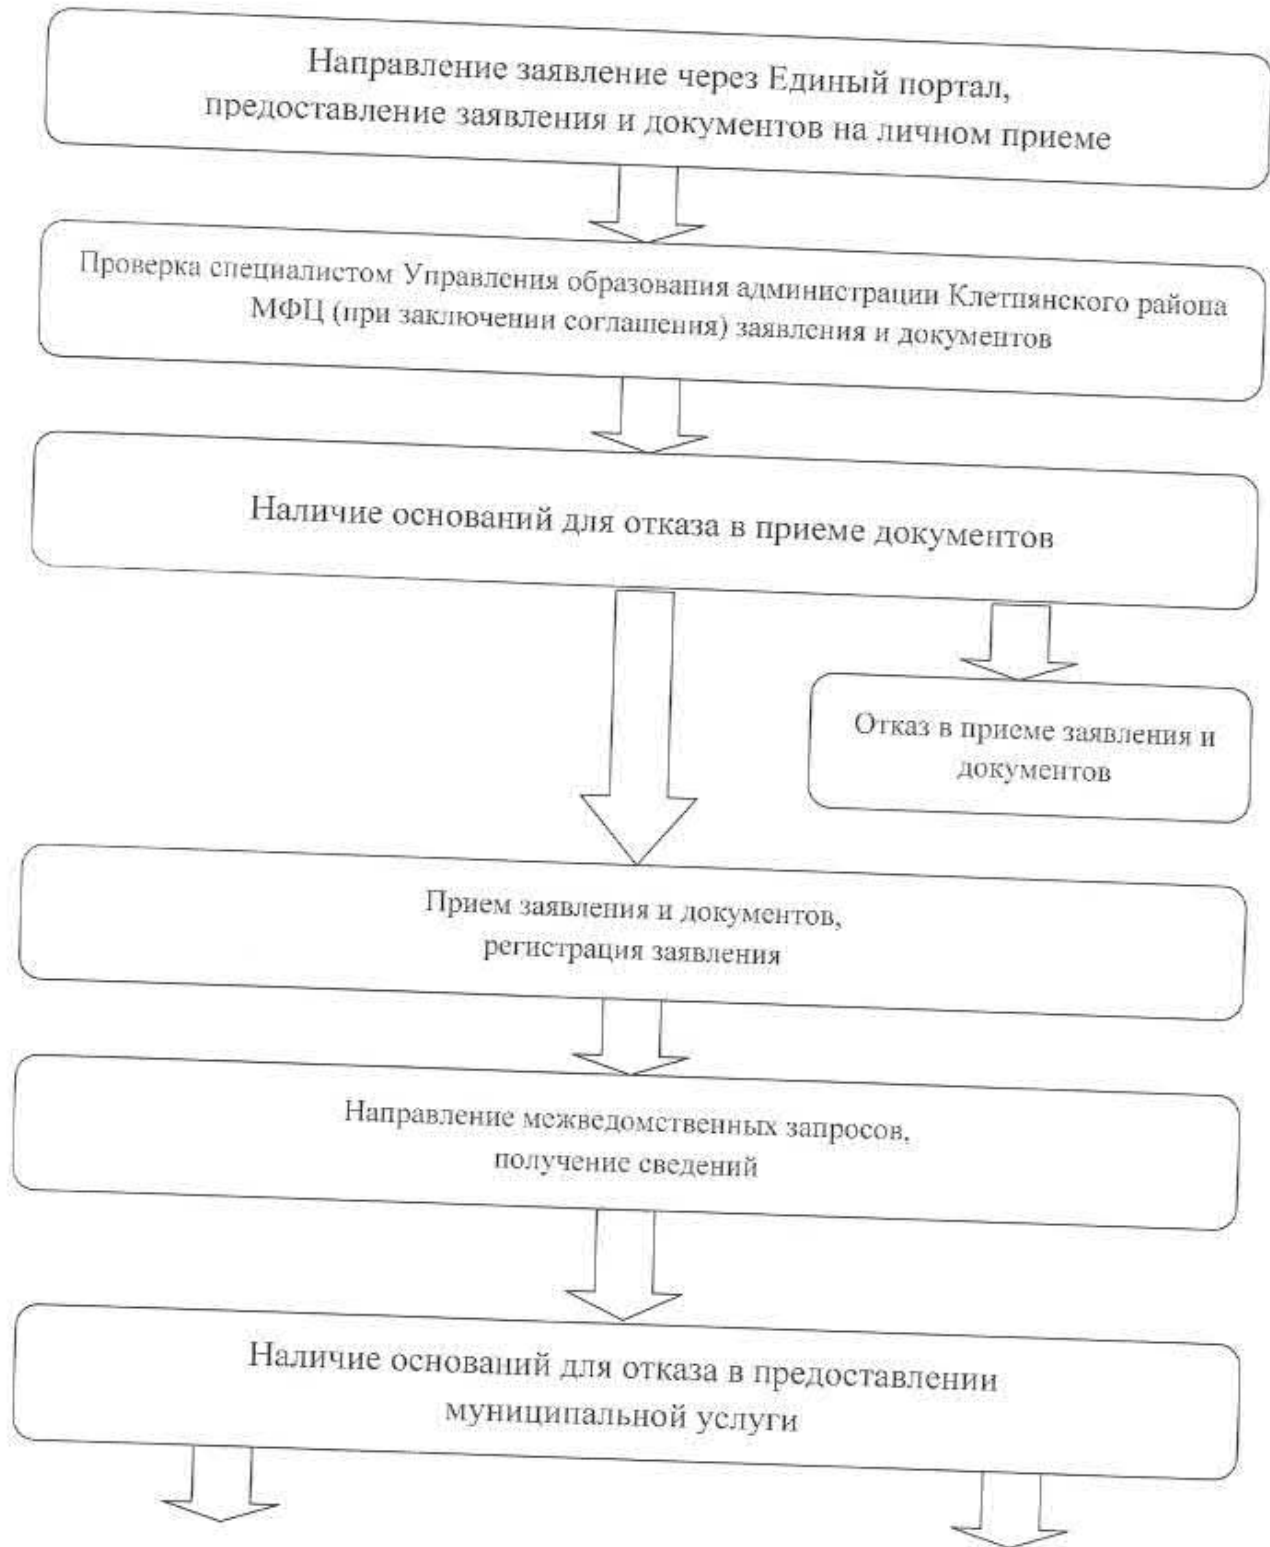 Направление заявление через Единый портал,
предоставление заявления и документов на личном приеме
Проверка специалистом Управления образования администрации Клетнянского района
МФЦ (при заключении соглашения) заявления и документов
Наличие оснований для отказа в приеме документов
Отказ в приеме заявления и
документов
Прием заявления и документов,
регистрация заявления
Направление межведомственных запросов,
получение сведений
Наличие оснований для отказа в предоставлении
муниципальной услуги